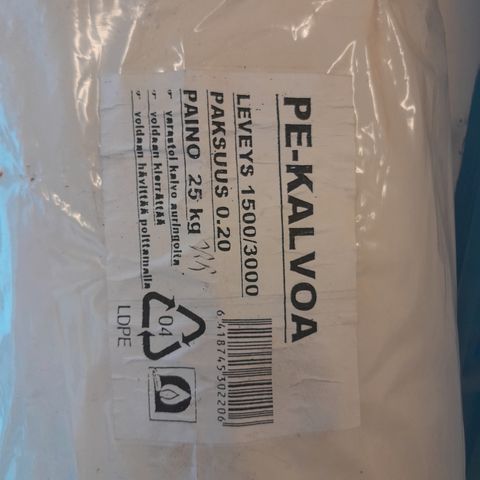 PE-KALVOA
LEVEYS 1500/3000
PAKSUUS 0.20
PAINO 25 kg
varastoi kalvo auringolta
voidaan kierrättää
voidaan hävittää polttamalla
04
LDPE
6 418745 302206